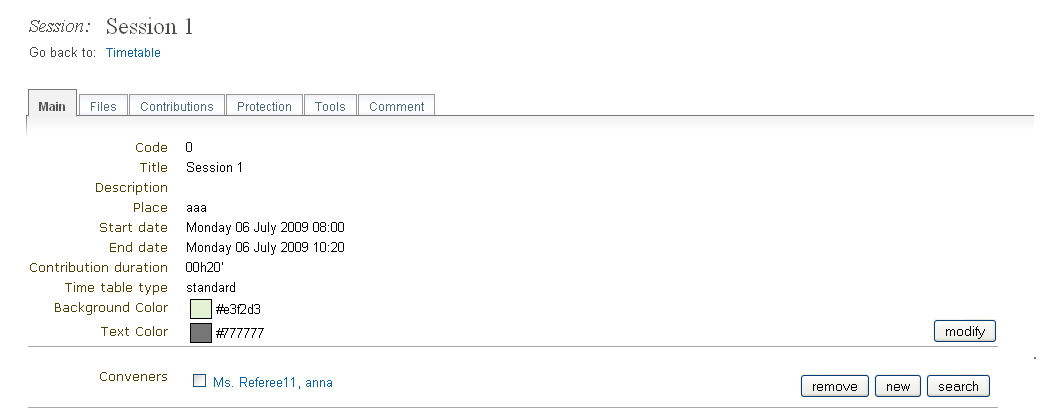 Session: Session 1
Go back to: Timetable
Main Files Contributions Protection Tools Comment
Code 0
Title Session 1
Description
Place aaa
Start date Monday 06 July 2009 08:00
End date Monday 06 July 2009 10:20
Contribution duration 00h20'
Time table type standard
Background Color #e3f2d3
Text Color #777777
modify
Conveners Ms. Referee11, anna remove new search